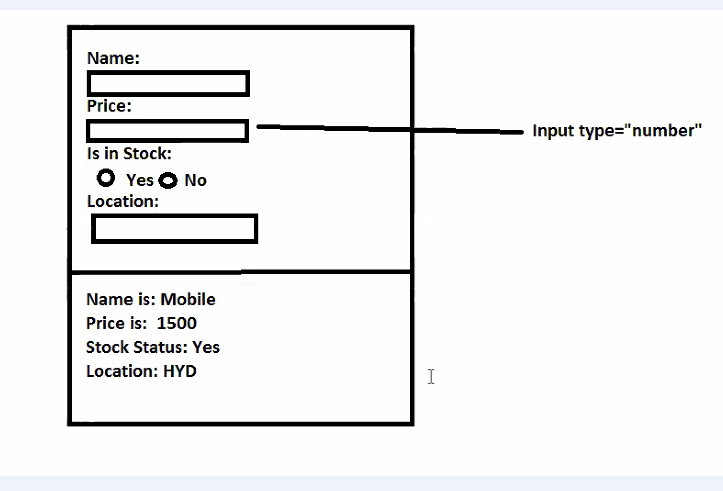 Name:
Price:
Input type="number"
Is in Stock:
Yes No
Location:
Name is: Mobile
Price is: 1500
Stock Status: Yes
Location: HYD